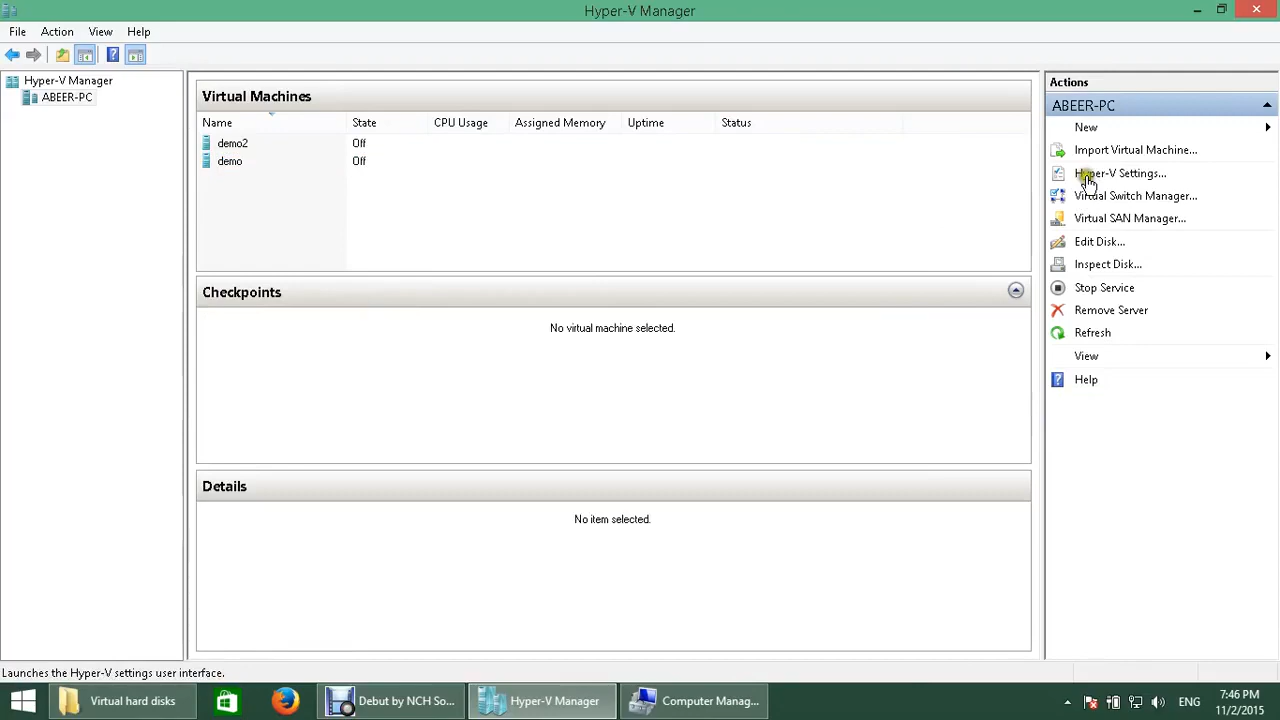 Hyper-V Manager
File Action View Help
Hyper-V Manager
ABEER-PC
Virtual Machines
Name State CPU Usage Assigned Memory Uptime Status
demo2 Off
demo Off
Checkpoints
No virtual machine selected.
Details
No item selected.
Actions
ABEER-PC
New
Import Virtual Machine...
Hyper-V Settings...
Virtual Switch Manager...
Virtual SAN Manager...
Edit Disk...
Inspect Disk...
Stop Service
Remove Server
Refresh
View
Help
Launches the Hyper-V settings user interface.
Virtual hard disks
Debut by NCH So...
Hyper-V Manager
Computer Manag...
ENG
7:46 PM
11/2/2015